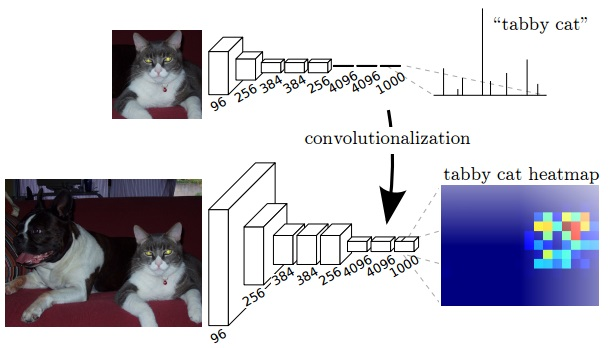 “tabby cat”
96 256 384 384 256 4096 4096 1000
convolutionalization
tabby cat heatmap
96 256 384 384 256 4096 4096 1000